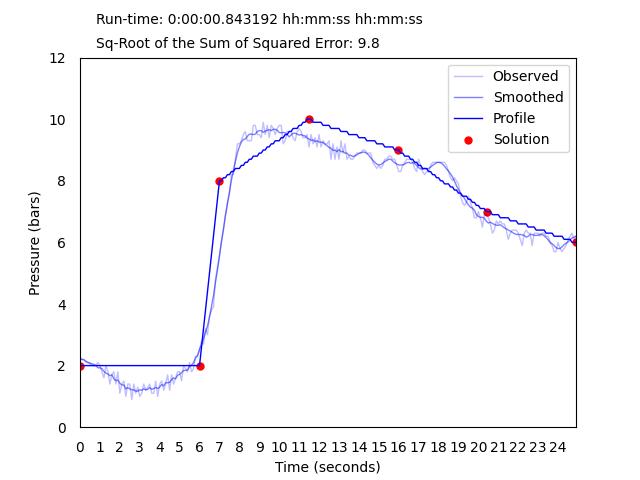 Run-time: 0:00:00.843192 hh:mm:ss hh:mm:ss
Sq-Root of the Sum of Squared Error: 9.8
12
10
8
6
4
2
0
Pressure (bars)
Observed
Smoothed
Profile
Solution
0 1 2 3 4 5 6 7 8 9 10 11 12 13 14 15 16 17 18 19 20 21 22 23 24
Time (seconds)